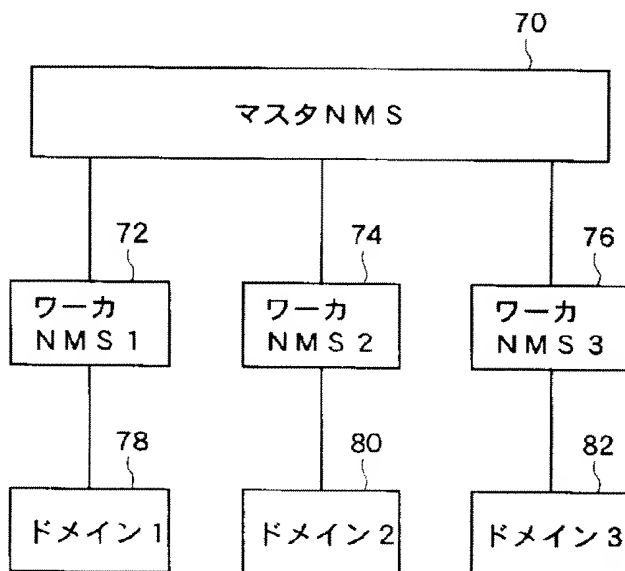 70
マスタNMS
72
74
76
ワーカ
NMS1
ワーカ
NMS2
ワーカ
NMS3
78
80
82
ドメイン1
ドメイン2
ドメイン3